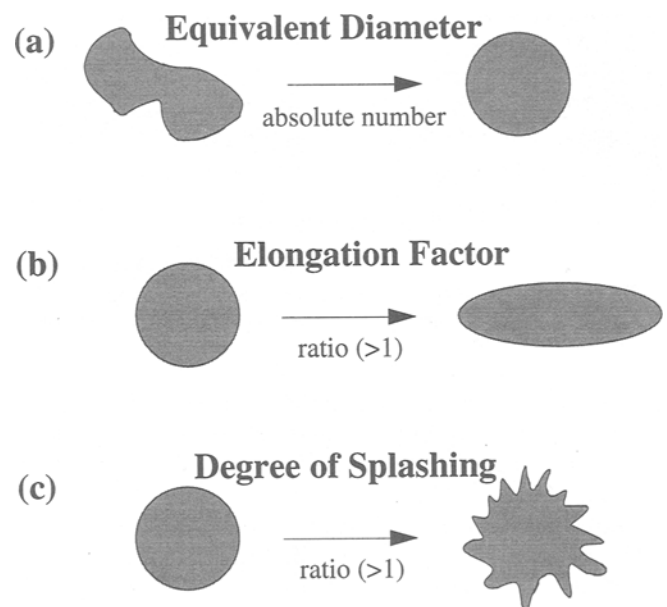 (a)
Equivalent Diameter
absolute number
(b)
Elongation Factor
ratio (>1)
(c)
Degree of Splashing
ratio (>1)